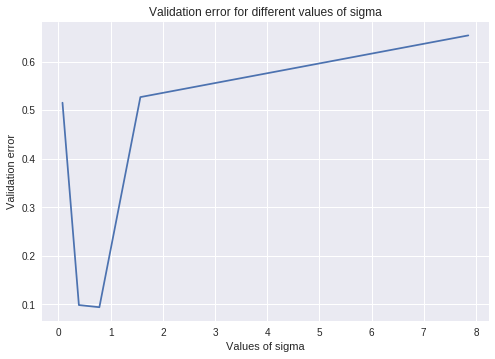 Validation error for different values of sigma
Validation error
0.6
0.5
0.4
0.3
0.2
0.1
0 1 2 3 4 5 6 7 8
Values of sigma